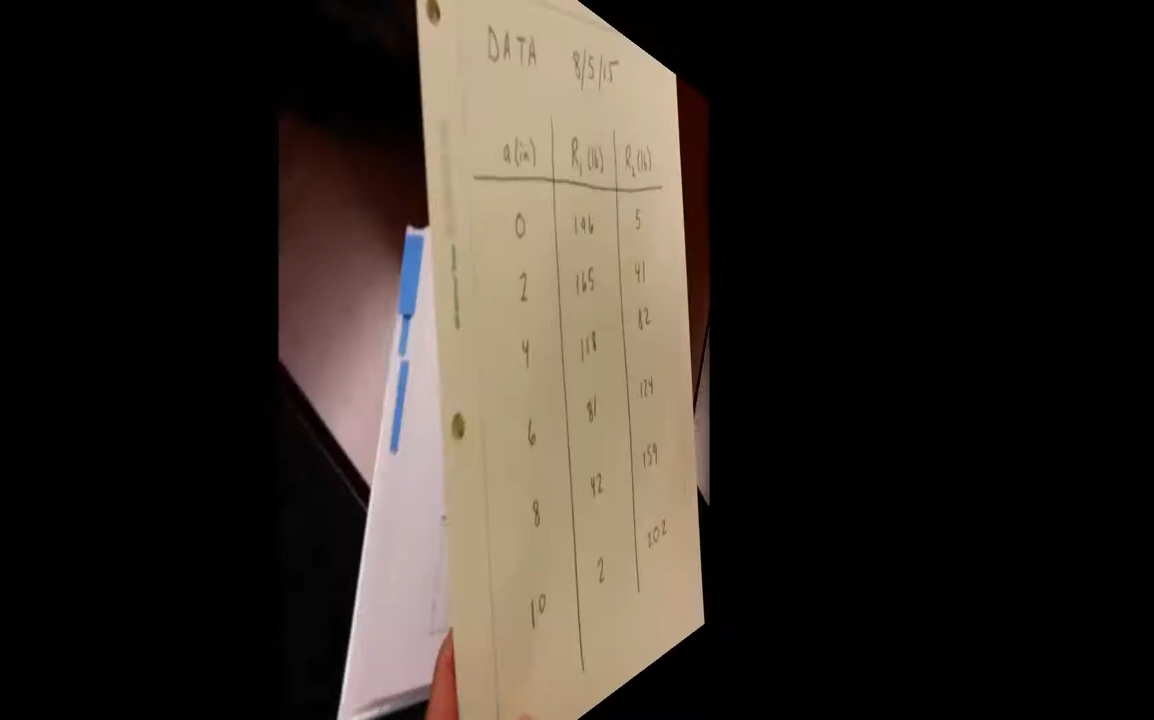 DATA 8/5/15
a (in) R₁ (lb) R₂ (lb)
0 196 5
2 165 41
4 118 82
6 81 124
8 42 159
10 2 202